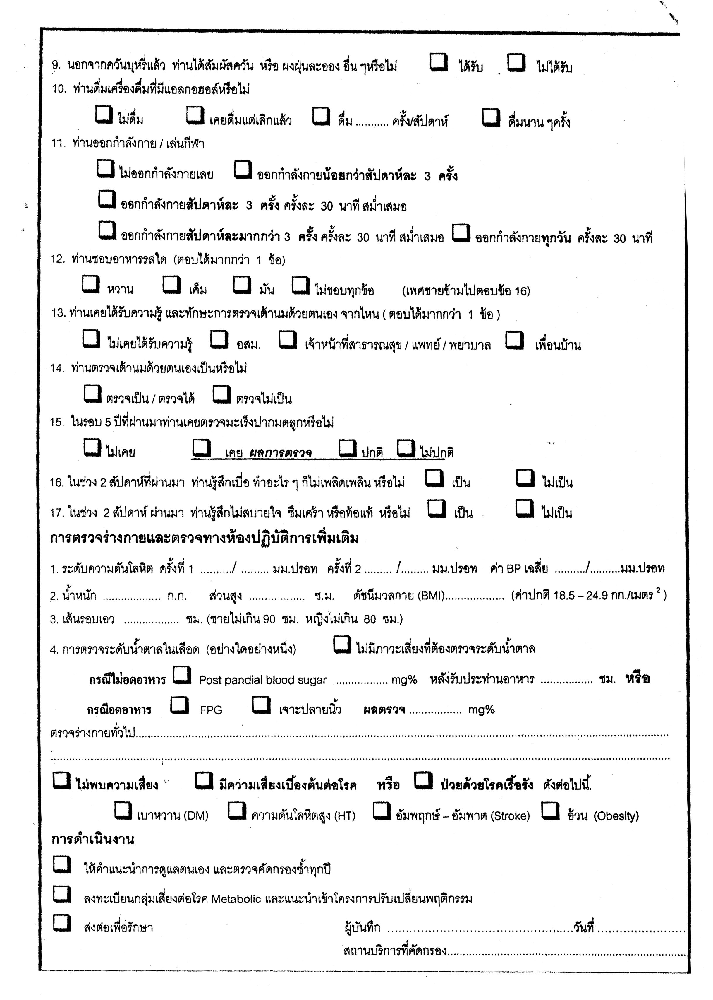 9. นอกจากควันบุหรี่แล้ว ท่านได้สัมผัสควัน หรือ ผงฝุ่นละออง อื่น ๆหรือไม่ ☐ ได้รับ ☐ ไม่ได้รับ
10. ท่านดื่มเครื่องดื่มที่มีแอลกอฮอล์หรือไม่
☐ ไม่ดื่ม ☐ เคยดื่มแต่เลิกแล้ว ☐ ดื่ม ........... ครั้ง/สัปดาห์ ☐ ดื่มนาน ๆครั้ง
11. ท่านออกกำลังกาย / เล่นกีฬา
☐ ไม่ออกกำลังกายเลย ☐ ออกกำลังกายน้อยกว่าสัปดาห์ละ 3 ครั้ง
☐ ออกกำลังกายสัปดาห์ละ 3 ครั้ง ครั้งละ 30 นาที สม่ำเสมอ
☐ ออกกำลังกายสัปดาห์ละมากกว่า 3 ครั้ง ครั้งละ 30 นาที สม่ำเสมอ ☐ ออกกำลังกายทุกวัน ครั้งละ 30 นาที
12. ท่านชอบอาหารรสใด (ตอบได้มากกว่า 1 ข้อ)
☐ หวาน ☐ เค็ม ☐ มัน ☐ ไม่ชอบทุกข้อ (เพศชายข้ามไปตอบข้อ 16)
13. ท่านเคยได้รับความรู้ และทักษะการตรวจเต้านมด้วยตนเอง จากไหน ( ตอบได้มากกว่า 1 ข้อ )
☐ ไม่เคยได้รับความรู้ ☐ อสม. ☐ เจ้าหน้าที่สาธารณสุข / แพทย์ / พยาบาล ☐ เพื่อนบ้าน
14. ท่านตรวจเต้านมด้วยตนเองเป็นหรือไม่
☐ ตรวจเป็น / ตรวจได้ ☐ ตรวจไม่เป็น
15. ในรอบ 5 ปีที่ผ่านมาท่านเคยตรวจมะเร็งปากมดลูกหรือไม่
☐ ไม่เคย ☐ เคย ผลการตรวจ ☐ ปกติ ☐ ไม่ปกติ
16. ในช่วง 2 สัปดาห์ที่ผ่านมา ท่านรู้สึกเบื่อ ทำอะไร ๆ ก็ไม่เพลิดเพลิน หรือไม่ ☐ เป็น ☐ ไม่เป็น
17. ในช่วง 2 สัปดาห์ ผ่านมา ท่านรู้สึกไม่สบายใจ ซึมเศร้า หรือท้อแท้ หรือไม่ ☐ เป็น ☐ ไม่เป็น
การตรวจร่างกายและตรวจทางห้องปฏิบัติการเพิ่มเติม
1. ระดับความดันโลหิต ครั้งที่ 1 ........../ ......... มม.ปรอท ครั้งที่ 2 ......... /......... มม.ปรอท ค่า BP เฉลี่ย ........../..........มม.ปรอท
2. น้ำหนัก ................... ก.ก. ส่วนสูง .................. ซ.ม. ดัชนีมวลกาย (BMI)................... (ค่าปกติ 18.5 – 24.9 กก./เมตร ² )
3. เส้นรอบเอว .................. ซม. (ชายไม่เกิน 90 ซม. หญิงไม่เกิน 80 ซม.)
4. การตรวจระดับน้ำตาลในเลือด (อย่างใดอย่างหนึ่ง) ☐ ไม่มีภาวะเสี่ยงที่ต้องตรวจระดับน้ำตาล
กรณีไม่อดอาหาร ☐ Post pandial blood sugar ................. mg% หลังรับประท่านอาหาร ................. ชม. หรือ
กรณีอดอาหาร ☐ FPG ☐ เจาะปลายนิ้ว ผลตรวจ ................. mg%
ตรวจร่างกายทั่วไป................................................................................
................................................................................
☐ ไม่พบความเสี่ยง ☐ มีความเสี่ยงเบื้องต้นต่อโรค หรือ ☐ ป่วยด้วยโรคเรื้อรัง ดังต่อไปนี้.
☐ เบาหวาน (DM) ☐ ความดันโลหิตสูง (HT) ☐ อัมพฤกษ์ – อัมพาต (Stroke) ☐ อ้วน (Obesity)
การดำเนินงาน
☐ ให้คำแนะนำการดูแลตนเอง และตรวจคัดกรองซ้ำทุกปี
☐ ลงทะเบียนกลุ่มเสี่ยงต่อโรค Metabolic และแนะนำเข้าโครงการปรับเปลี่ยนพฤติกรรม
☐ ส่งต่อเพื่อรักษา ผู้บันทึก ............................................................วันที่ .............................
สถานบริการที่คัดกรอง................................................................................